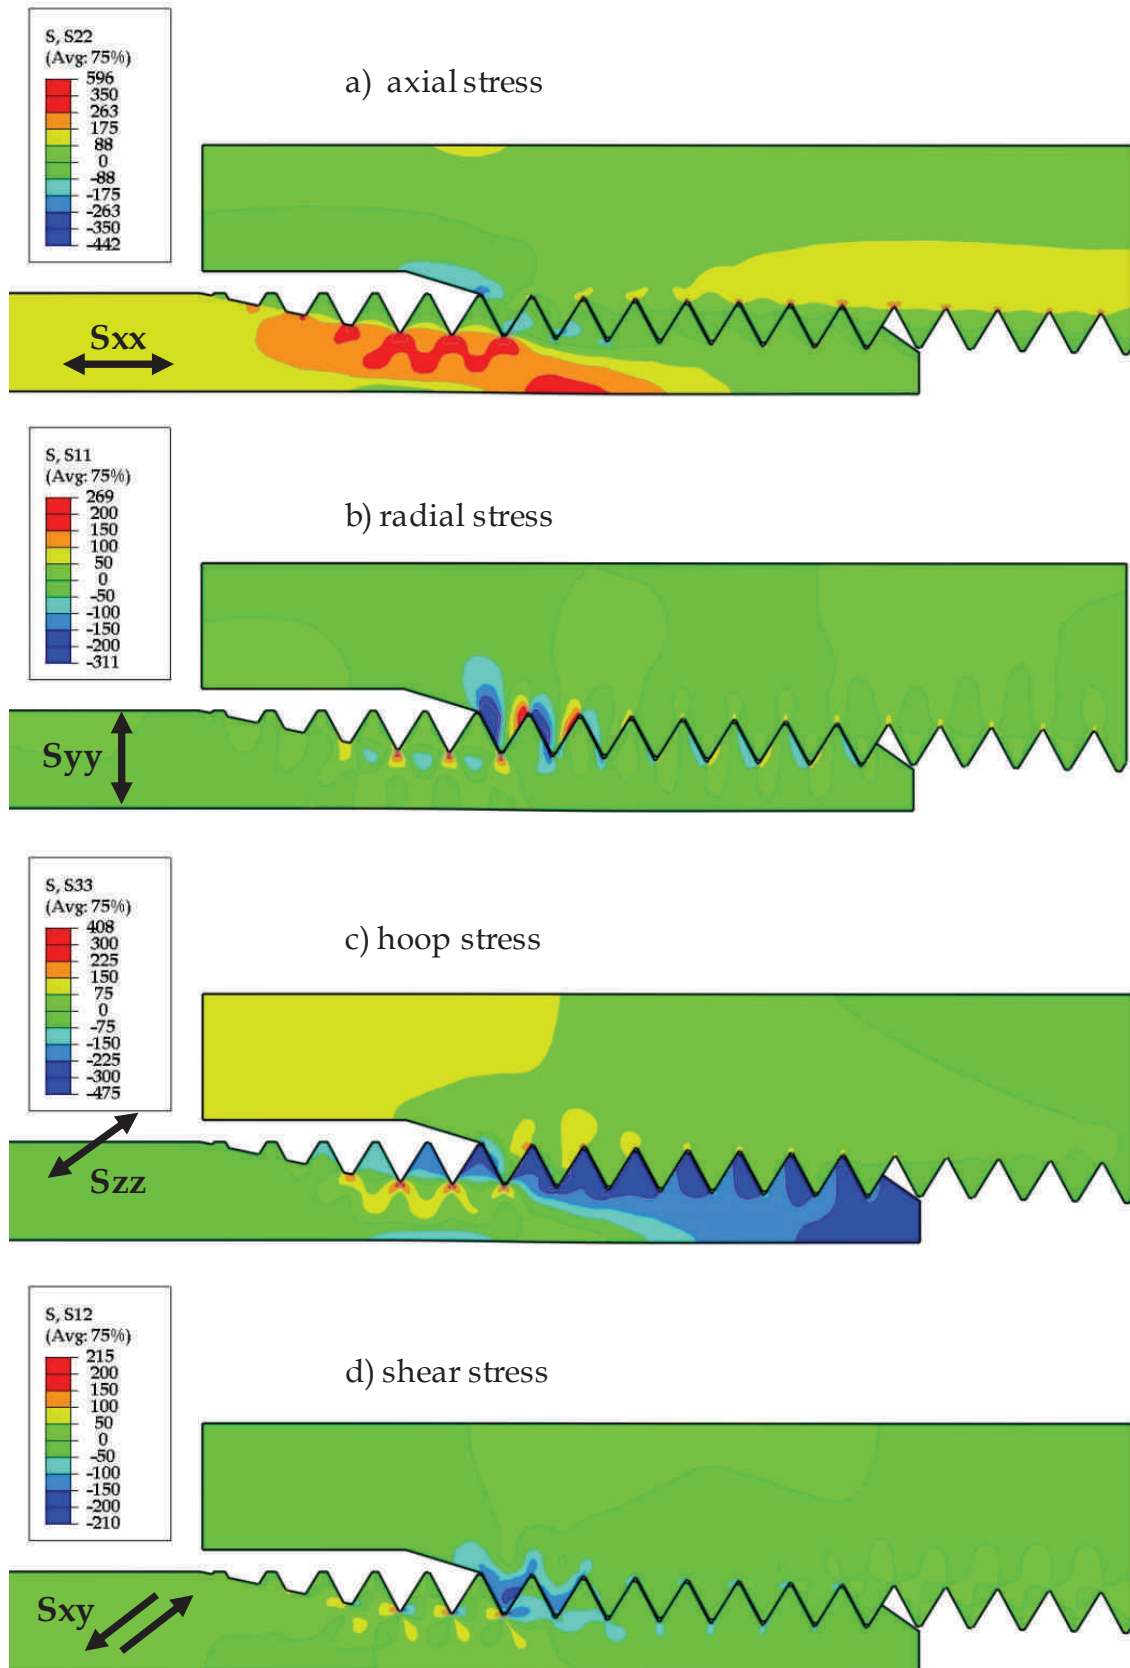 S, S22
(Avg: 75%)
596
350
263
175
88
0
-88
-175
-263
-350
-442
a) axial stress
Sxx
S, S11
(Avg: 75%)
269
200
150
100
50
0
-50
-100
-150
-200
-311
b) radial stress
Syy
S, S33
(Avg: 75%)
408
300
225
150
75
0
-75
-150
-225
-300
-475
c) hoop stress
Szz
S, S12
(Avg: 75%)
215
200
150
100
50
0
-50
-100
-150
-200
-210
d) shear stress
Sxy